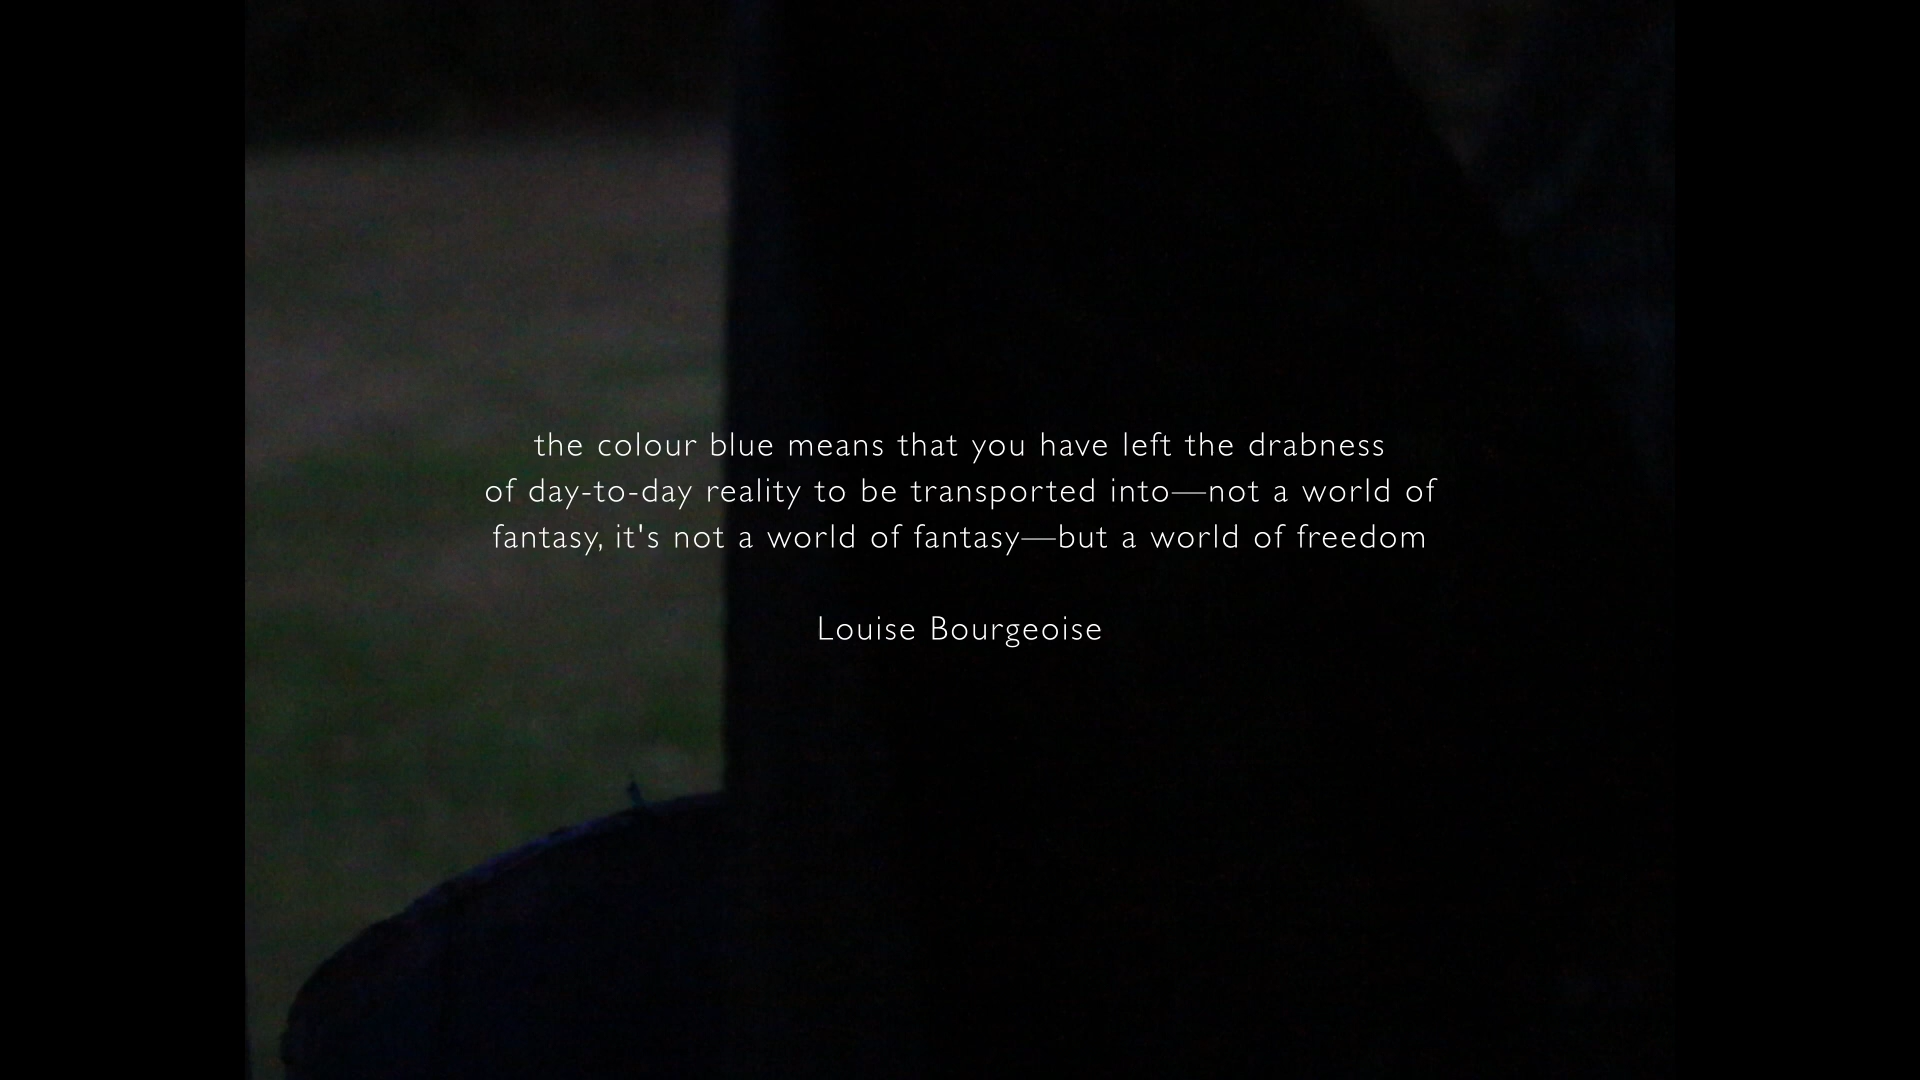 the colour blue means that you have left the drabness
of day-to-day reality to be transported into—not a world of
fantasy, it's not a world of fantasy—but a world of freedom
Louise Bourgeoise